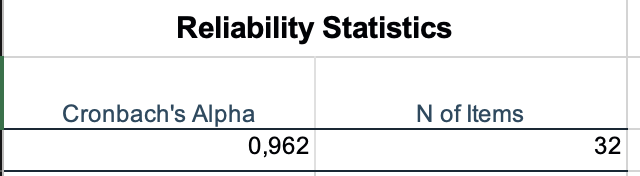 Reliability Statistics
Cronbach's Alpha N of Items
0,962 32